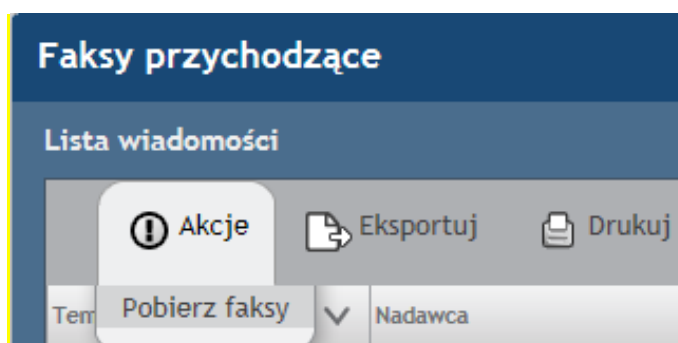 Faksy przychodzące
Lista wiadomości
Akcje Eksportuj Drukuj
Pobierz faksy Nadawca